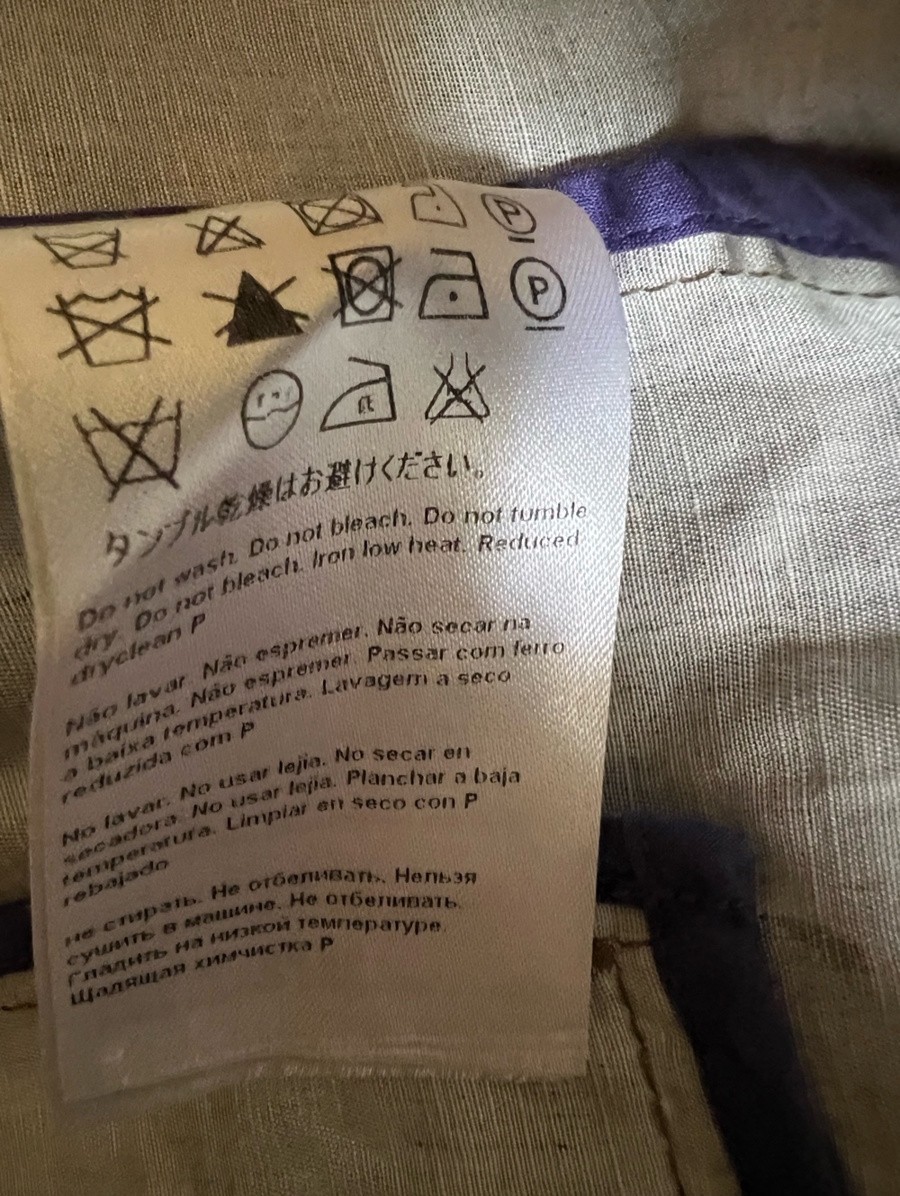 P
P
タンブル乾燥はお避けください。
Do not wash. Do not bleach. Do not tumble
dry. Do not bleach. Iron low heat. Reduced
dryclean P
Não lavar. Não espremer. Não secar na
máquina. Não espremer. Passar com ferro
a baixa temperatura. Lavagem a seco
reduzida com P
No lavar. No usar lejia. No secar en
secadora. No usar lejia. Planchar a baja
temperatura. Limpiar en seco con P
rebajado
не стирать. Не отбеливать. Нельзя
сушить в машине. Не отбеливать.
Гладить на низкой температуре.
Щадящая химчистка P